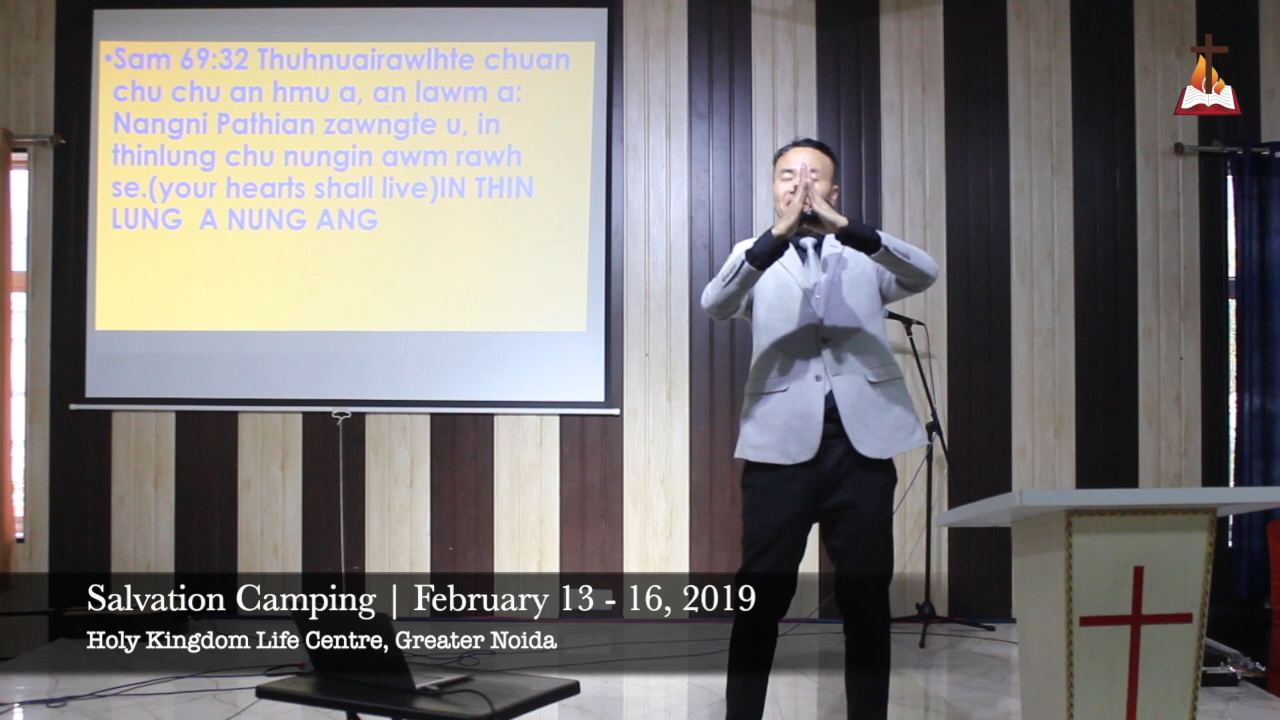 •Sam 69:32 Thuhnuairawlhte chuan
chu chu an hmu a, an lawm a:
Nangni Pathian zawngte u, in
thinlung chu nungin awm rawh
se.(your hearts shall live)IN THIN
LUNG A NUNG ANG
Salvation Camping | February 13 - 16, 2019
Holy Kingdom Life Centre, Greater Noida